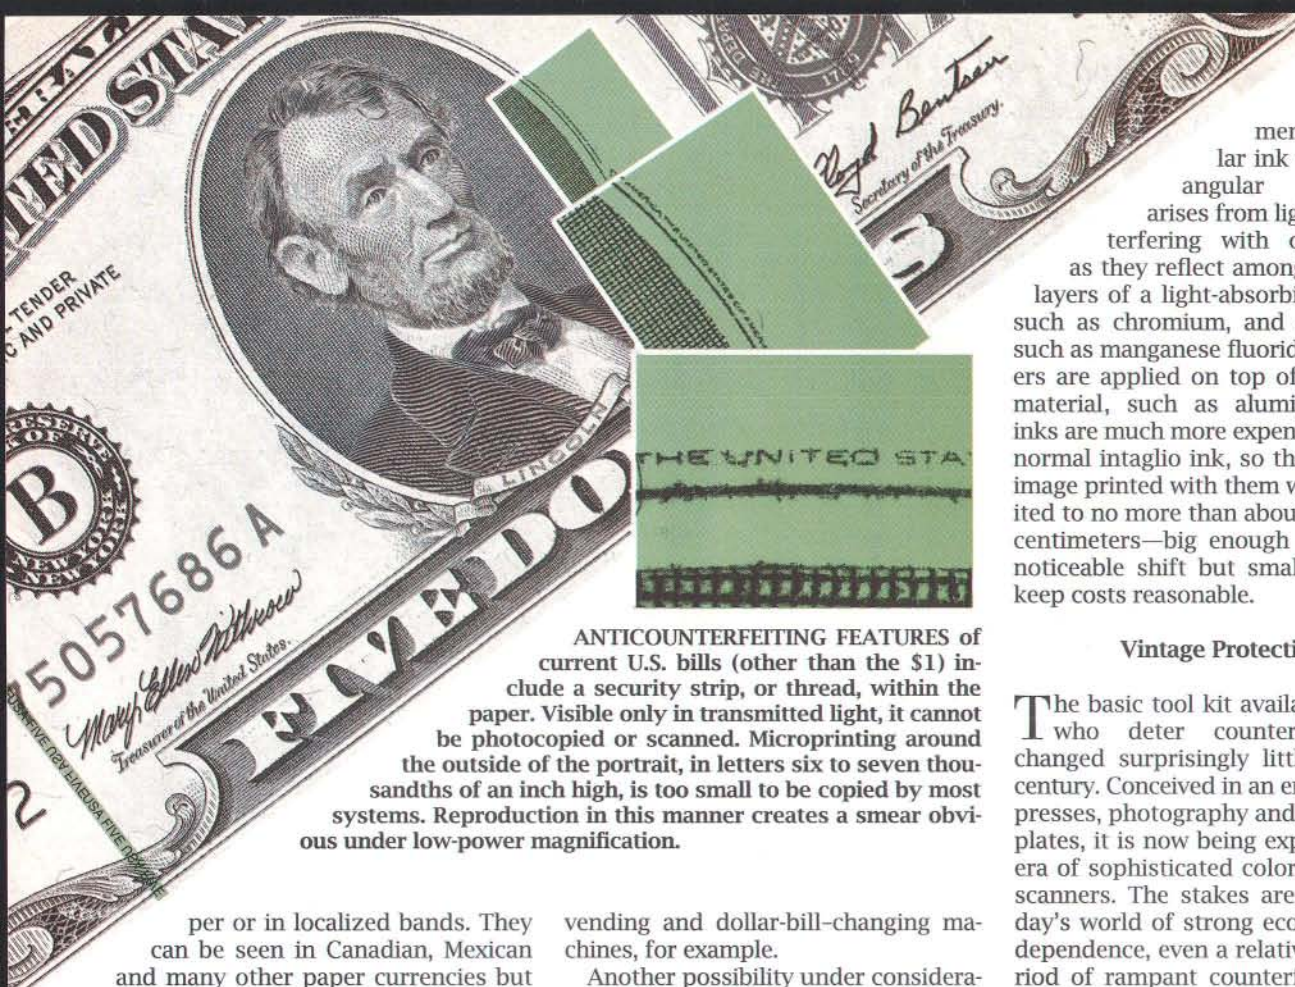 UNITED STA
TENDER
C AND PRIVATE
RESERVE
B
NEW YORK
75057686 A
Mary Ellen Withrow
Treasurer of the United States.
2
USA FIVE
LINCOLN
FIVE DO
1789
Lloyd Bentsen
Secretary of the Treasury.
THE UNITED STA
ANTICOUNTERFEITING FEATURES of
current U.S. bills (other than the $1) in-
clude a security strip, or thread, within the
paper. Visible only in transmitted light, it cannot
be photocopied or scanned. Microprinting around
the outside of the portrait, in letters six to seven thou-
sandths of an inch high, is too small to be copied by most
systems. Reproduction in this manner creates a smear obvi-
ous under low-power magnification.
per or in localized bands. They
can be seen in Canadian, Mexican
and many other paper currencies but
vending and dollar-bill–changing ma-
chines, for example.
Another possibility under considera-
mer
lar ink
angular
arises from lig
terfering with o
as they reflect among
layers of a light-absorbi
such as chromium, and
such as manganese fluorid
ers are applied on top of
material, such as alumi
inks are much more expen
normal intaglio ink, so th
image printed with them w
ited to no more than abou
centimeters—big enough
noticeable shift but smal
keep costs reasonable.
Vintage Protecti
The basic tool kit availa
who deter counter
changed surprisingly littl
century. Conceived in an e
presses, photography and
plates, it is now being exp
era of sophisticated color
scanners. The stakes are
day's world of strong eco
dependence, even a relativ
riod of rampant counterf